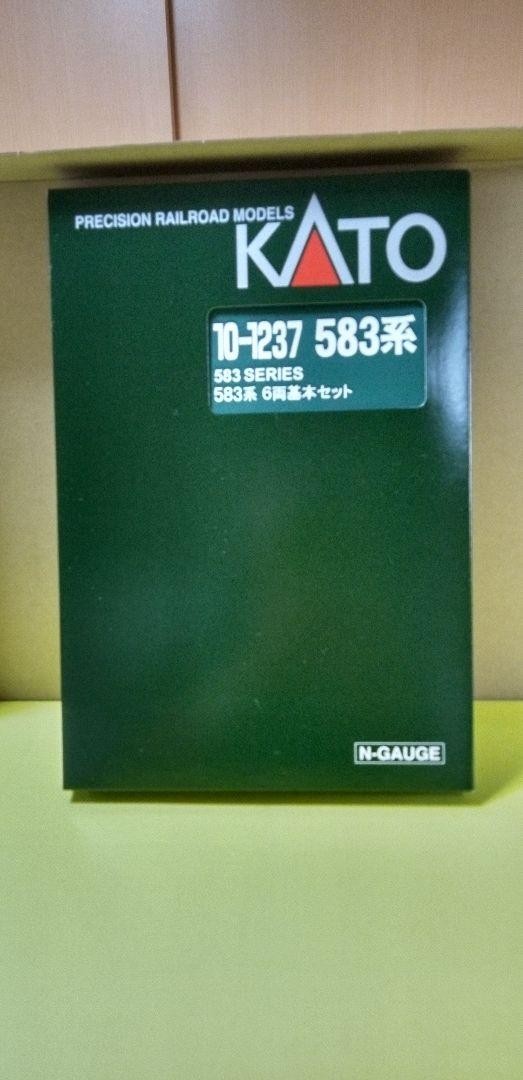 PRECISION RAILROAD MODELS
KATO
10-1237 583系
583 SERIES
583系 6両基本セット
N-GAUGE